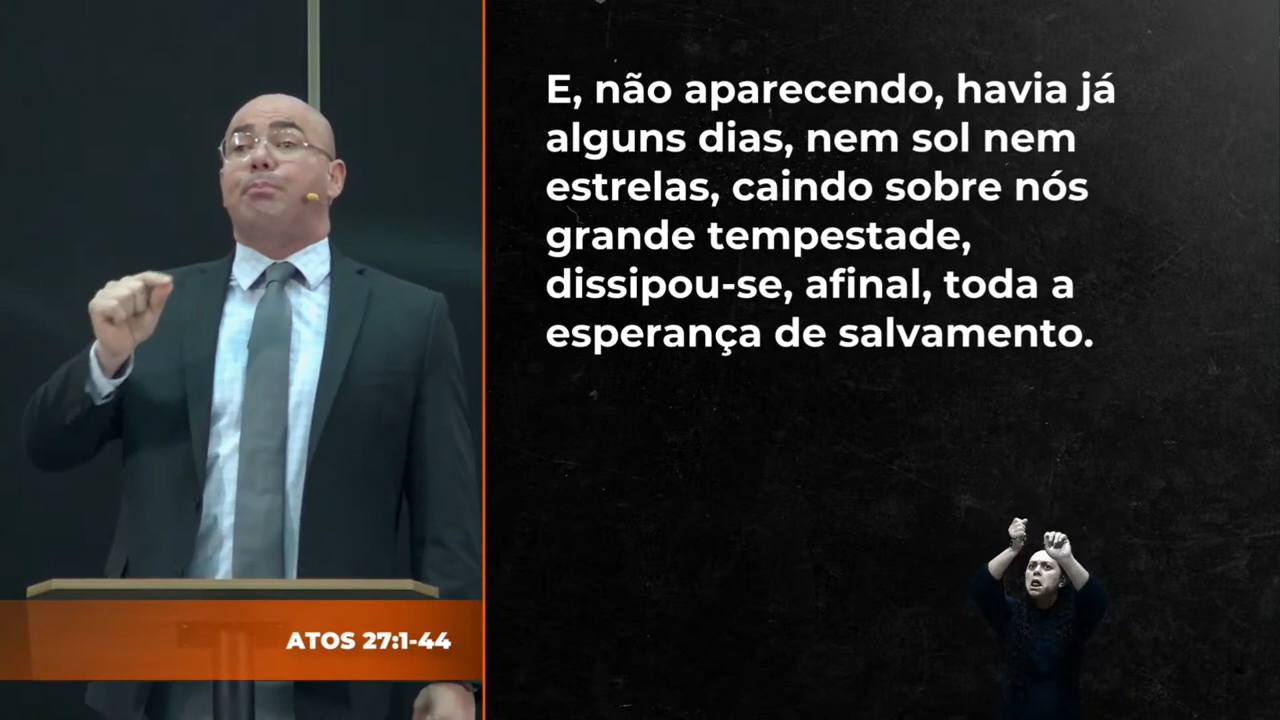 E, não aparecendo, havia já
alguns dias, nem sol nem
estrelas, caindo sobre nós
grande tempestade,
dissipou-se, afinal, toda a
esperança de salvamento.
ATOS 27:1-44